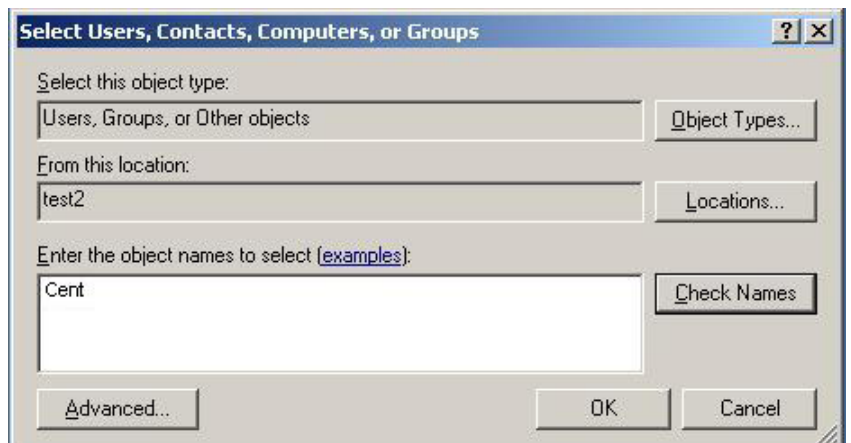 Select Users, Contacts, Computers, or Groups
Select this object type:
Users, Groups, or Other objects
Object Types...
From this location:
test2
Locations...
Enter the object names to select (examples):
Cent
Check Names
Advanced...
OK
Cancel